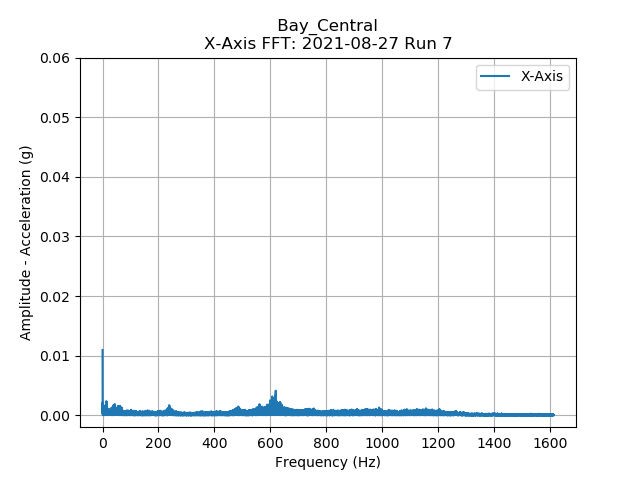 Bay_Central
X-Axis FFT: 2021-08-27 Run 7
X-Axis
0.06
0.05
0.04
0.03
0.02
0.01
0.00
Amplitude - Acceleration (g)
0 200 400 600 800 1000 1200 1400 1600
Frequency (Hz)